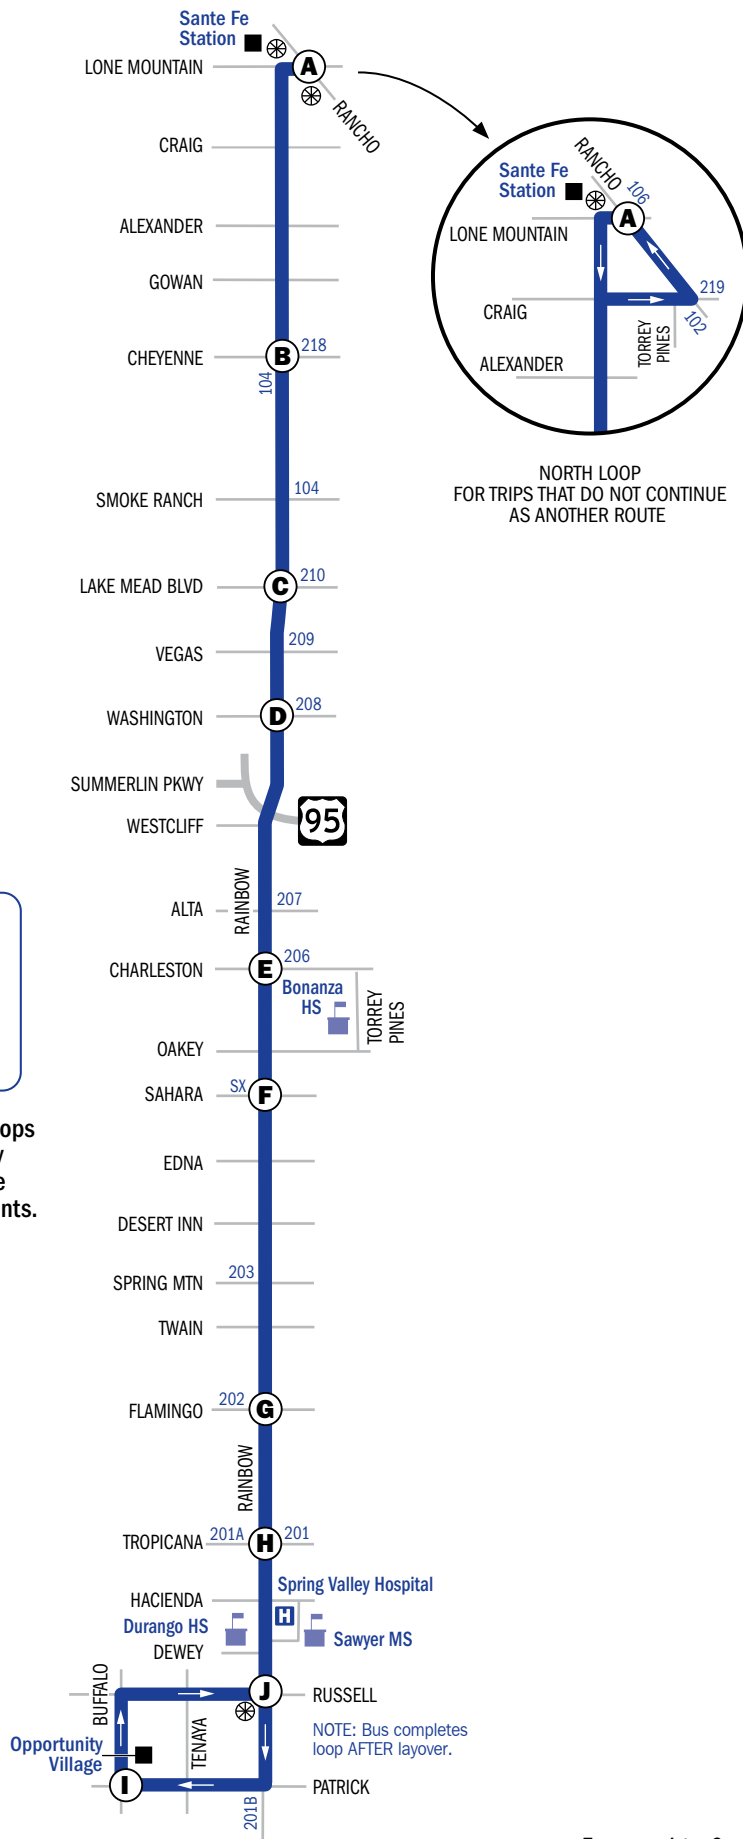 Sante Fe
Station
A
LONE MOUNTAIN
RANCHO
CRAIG
ALEXANDER
GOWAN
CHEYENNE
B
218
104
SMOKE RANCH
104
LAKE MEAD BLVD
C
210
VEGAS
209
WASHINGTON
D
208
SUMMERLIN PKWY
95
WESTCLIFF
RAINBOW
ALTA
207
CHARLESTON
E
206
Bonanza
HS
TORREY
PINES
OAKEY
SAHARA
SX
F
EDNA
DESERT INN
SPRING MTN
203
TWAIN
FLAMINGO
202
G
RAINBOW
TROPICANA
201A
H
201
HACIENDA
Spring Valley Hospital
H
Durango HS
Sawyer MS
DEWEY
BUFFALO
J
RUSSELL
TENAYA
NOTE: Bus completes
loop AFTER layover.
Opportunity
Village
I
PATRICK
201B
RANCHO
106
Sante Fe
Station
A
LONE MOUNTAIN
219
102
CRAIG
TORREY
PINES
ALEXANDER
NORTH LOOP
FOR TRIPS THAT DO NOT CONTINUE
AS ANOTHER ROUTE
ops
y
e
nts.